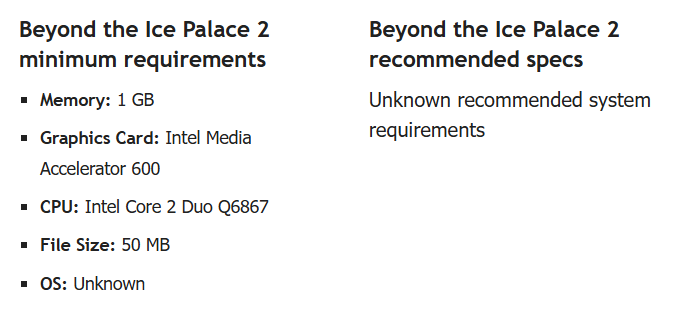 Beyond the Ice Palace 2
minimum requirements
Memory: 1 GB
Graphics Card: Intel Media
Accelerator 600
CPU: Intel Core 2 Duo Q6867
File Size: 50 MB
OS: Unknown
Beyond the Ice Palace 2
recommended specs
Unknown recommended system
requirements